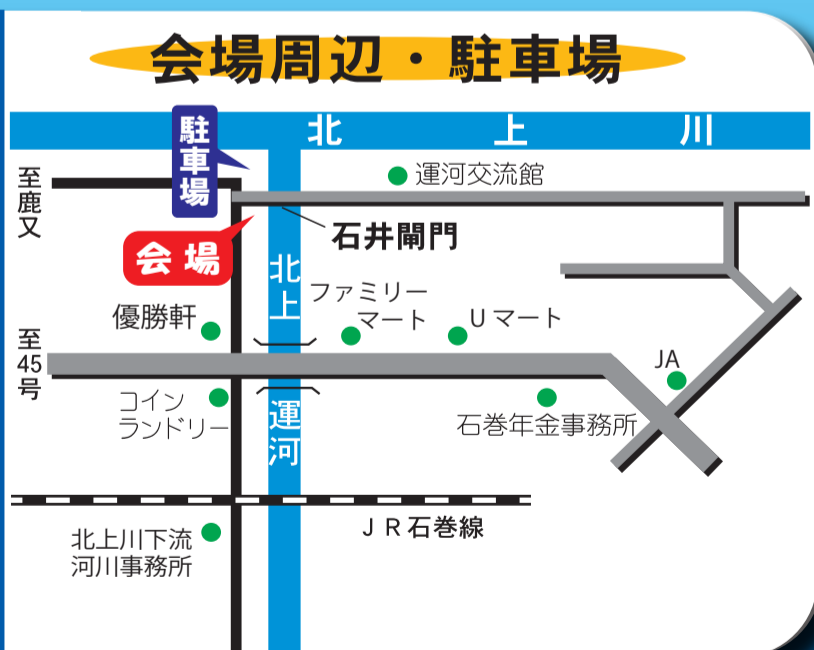 会場周辺・駐車場
北上川
駐車場
至鹿又
運河交流館
石井閘門
会場
北上
ファミリー
マート
Uマート
優勝軒
至45号
JA
コイン
ランドリー
運河
石巻年金事務所
JR石巻線
北上川下流
河川事務所